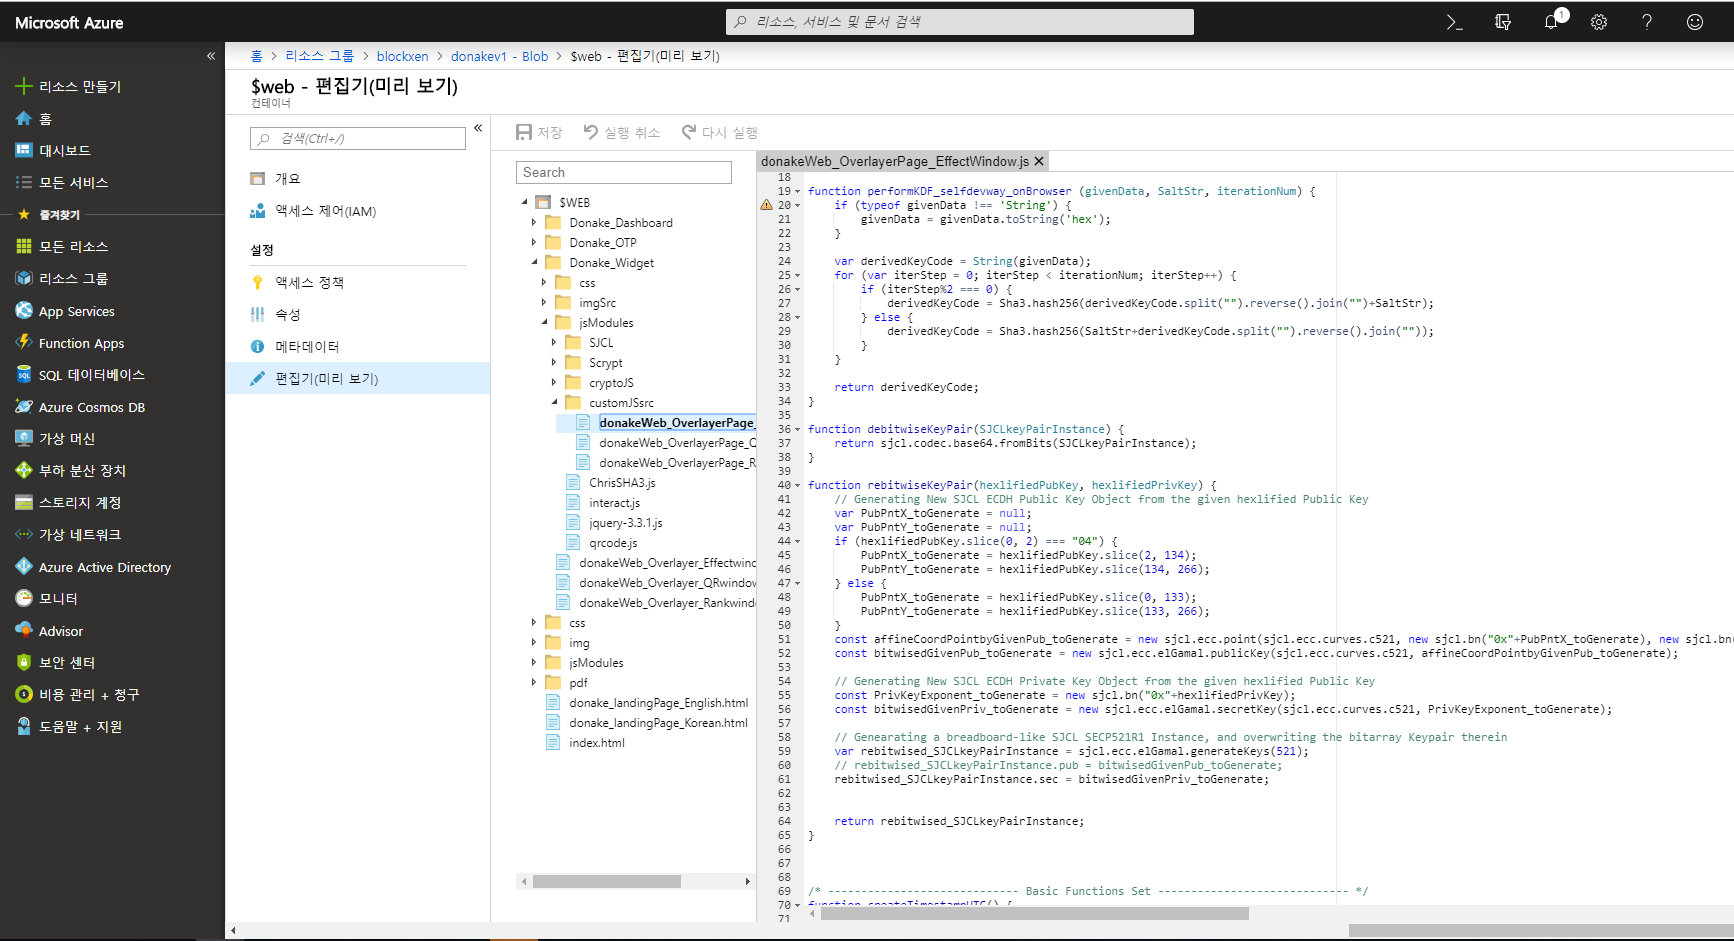 Microsoft Azure
리소스, 서비스 및 문서 검색
1
리소스 만들기
홈
대시보드
모든 서비스
즐겨찾기
모든 리소스
리소스 그룹
App Services
Function Apps
SQL 데이터베이스
Azure Cosmos DB
가상 머신
부하 분산 장치
스토리지 계정
가상 네트워크
Azure Active Directory
모니터
Advisor
보안 센터
비용 관리 + 청구
도움말 + 지원
홈 > 리소스 그룹 > blockxen > donakev1 - Blob > $web - 편집기(미리 보기)
$web - 편집기(미리 보기)
컨테이너
검색(Ctrl+/)
개요
액세스 제어(IAM)
설정
액세스 정책
속성
메타데이터
편집기(미리 보기)
저장 실행 취소 다시 실행
Search
$WEB
Donake_Dashboard
Donake_OTP
Donake_Widget
css
imgSrc
jsModules
SJCL
Scrypt
cryptoJS
customJSsrc
donakeWeb_OverlayerPage_
donakeWeb_OverlayerPage_Q
donakeWeb_OverlayerPage_R
ChrisSHA3.js
interact.js
jquery-3.3.1.js
qrcode.js
donakeWeb_Overlayer_Effectwind
donakeWeb_Overlayer_QRwindow
donakeWeb_Overlayer_Rankwind
css
img
jsModules
pdf
donake_landingPage_English.html
donake_landingPage_Korean.html
index.html
donakeWeb_OverlayerPage_EffectWindow.js
18
19 function performKDF_selfdevway_onBrowser (givenData, SaltStr, iterationNum) {
20 if (typeof givenData !== 'String') {
21 givenData = givenData.toString('hex');
22 }
23
24 var derivedKeyCode = String(givenData);
25 for (var iterStep = 0; iterStep < iterationNum; iterStep++) {
26 if (iterStep%2 === 0) {
27 derivedKeyCode = Sha3.hash256(derivedKeyCode.split("").reverse().join("")+SaltStr);
28 } else {
29 derivedKeyCode = Sha3.hash256(SaltStr+derivedKeyCode.split("").reverse().join(""));
30 }
31 }
32
33 return derivedKeyCode;
34 }
35
36 function debitwiseKeyPair(SJCLkeyPairInstance) {
37 return sjcl.codec.base64.fromBits(SJCLkeyPairInstance);
38 }
39
40 function rebitwiseKeyPair(hexlifiedPubKey, hexlifiedPrivKey) {
41 // Generating New SJCL ECDH Public Key Object from the given hexlified Public Key
42 var PubPntX_toGenerate = null;
43 var PubPntY_toGenerate = null;
44 if (hexlifiedPubKey.slice(0, 2) === "04") {
45 PubPntX_toGenerate = hexlifiedPubKey.slice(2, 134);
46 PubPntY_toGenerate = hexlifiedPubKey.slice(134, 266);
47 } else {
48 PubPntX_toGenerate = hexlifiedPubKey.slice(0, 133);
49 PubPntY_toGenerate = hexlifiedPubKey.slice(133, 266);
50 }
51 const affineCoordPointbyGivenPub_toGenerate = new sjcl.ecc.point(sjcl.ecc.curves.c521, new sjcl.bn("0x"+PubPntX_toGenerate), new sjcl.bn(
52 const bitwisedGivenPub_toGenerate = new sjcl.ecc.elGamal.publicKey(sjcl.ecc.curves.c521, affineCoordPointbyGivenPub_toGenerate);
53
54 // Generating New SJCL ECDH Private Key Object from the given hexlified Public Key
55 const PrivKeyExponent_toGenerate = new sjcl.bn("0x"+hexlifiedPrivKey);
56 const bitwisedGivenPriv_toGenerate = new sjcl.ecc.elGamal.secretKey(sjcl.ecc.curves.c521, PrivKeyExponent_toGenerate);
57
58 // Genearating a breadboard-like SJCL SECP521R1 Instance, and overwriting the bitarray Keypair therein
59 var rebitwised_SJCLkeyPairInstance = sjcl.ecc.elGamal.generateKeys(521);
60 // rebitwised_SJCLkeyPairInstance.pub = bitwisedGivenPub_toGenerate;
61 rebitwised_SJCLkeyPairInstance.sec = bitwisedGivenPriv_toGenerate;
62
63
64 return rebitwised_SJCLkeyPairInstance;
65 }
66
67
68
69 /* ----------------------------- Basic Functions Set ----------------------------- */
70 function createTimestampUTC() {
71